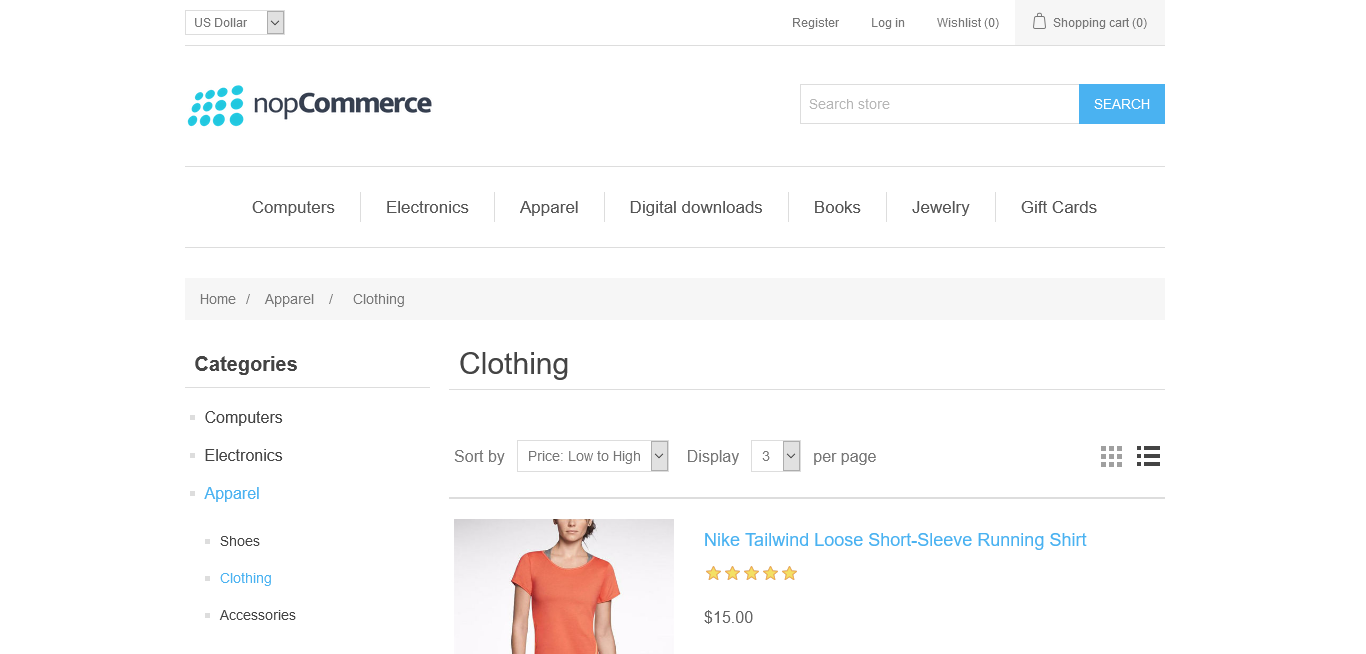 US Dollar
Register Log in Wishlist (0) Shopping cart (0)
nopCommerce
Search store SEARCH
Computers Electronics Apparel Digital downloads Books Jewelry Gift Cards
Home / Apparel / Clothing
Categories
Computers
Electronics
Apparel
Shoes
Clothing
Accessories
Clothing
Sort by Price: Low to High Display 3 per page
Nike Tailwind Loose Short-Sleeve Running Shirt
$15.00